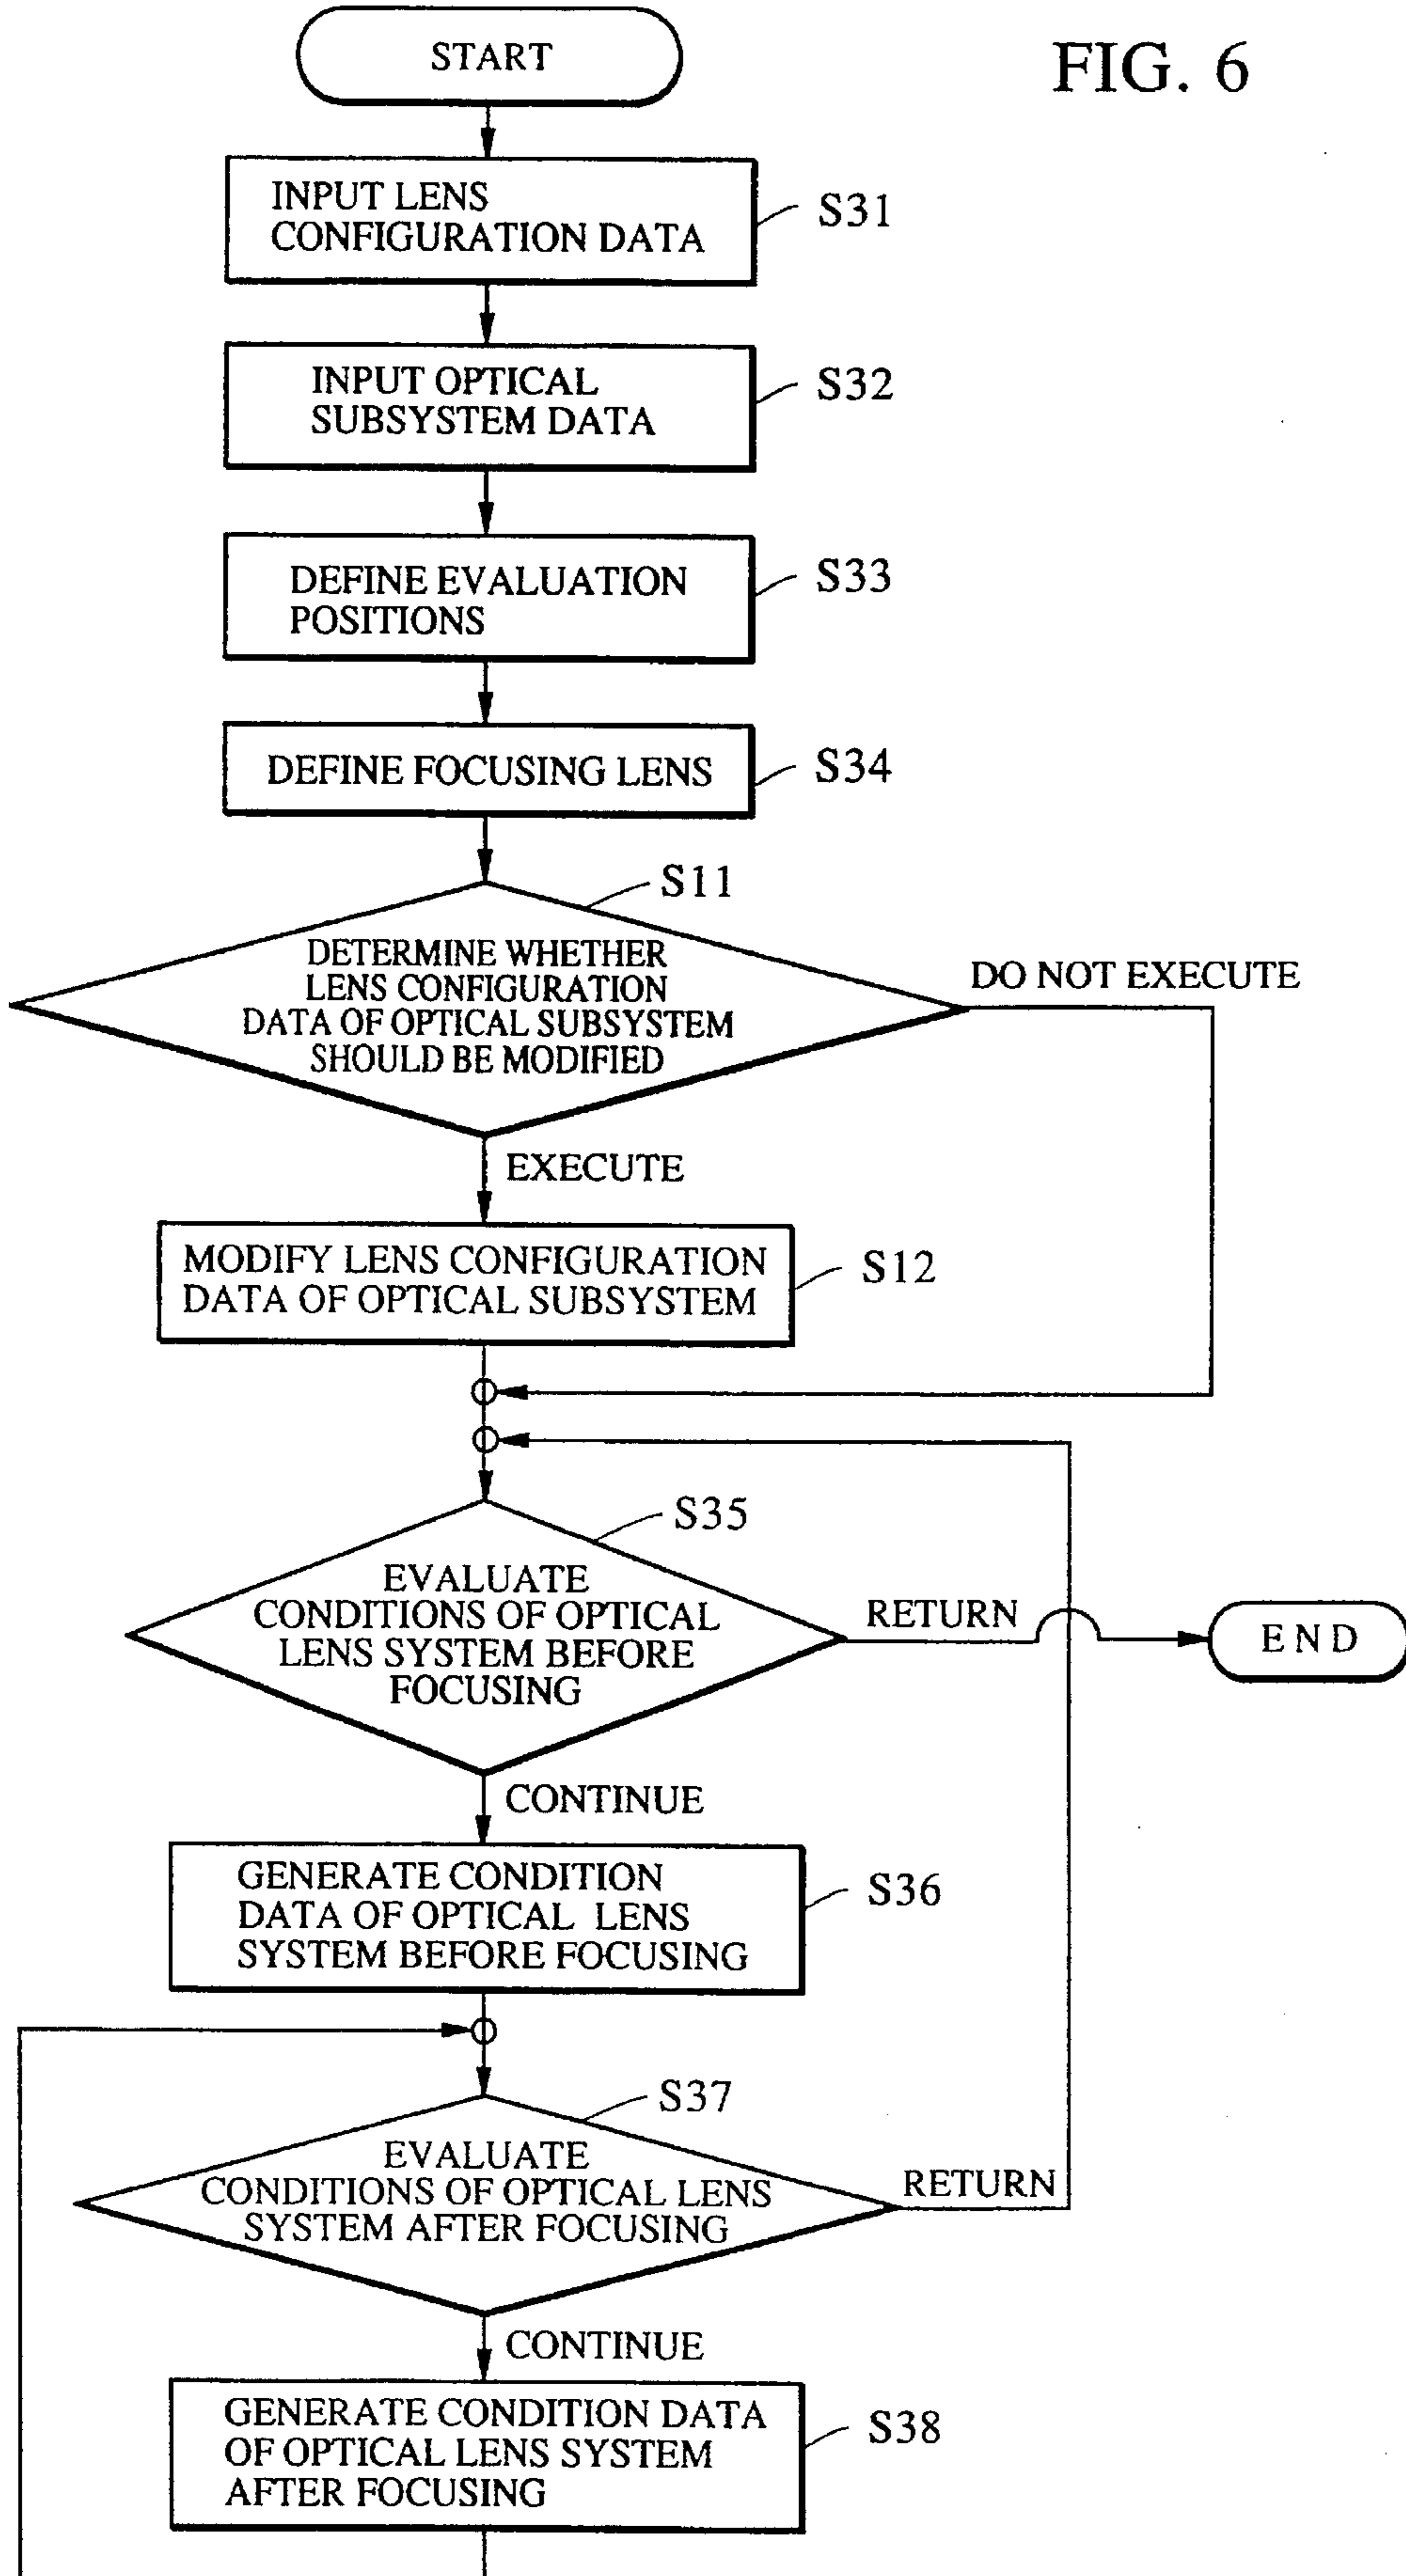 FIG. 6
START
INPUT LENS
CONFIGURATION DATA
S31
INPUT OPTICAL
SUBSYSTEM DATA
S32
DEFINE EVALUATION
POSITIONS
S33
DEFINE FOCUSING LENS
S34
S11
DETERMINE WHETHER
LENS CONFIGURATION
DATA OF OPTICAL SUBSYSTEM
SHOULD BE MODIFIED
DO NOT EXECUTE
EXECUTE
MODIFY LENS CONFIGURATION
DATA OF OPTICAL SUBSYSTEM
S12
S35
EVALUATE
CONDITIONS OF OPTICAL
LENS SYSTEM BEFORE
FOCUSING
RETURN
END
CONTINUE
GENERATE CONDITION
DATA OF OPTICAL LENS
SYSTEM BEFORE FOCUSING
S36
S37
EVALUATE
CONDITIONS OF OPTICAL LENS
SYSTEM AFTER FOCUSING
RETURN
CONTINUE
GENERATE CONDITION DATA
OF OPTICAL LENS SYSTEM
AFTER FOCUSING
S38